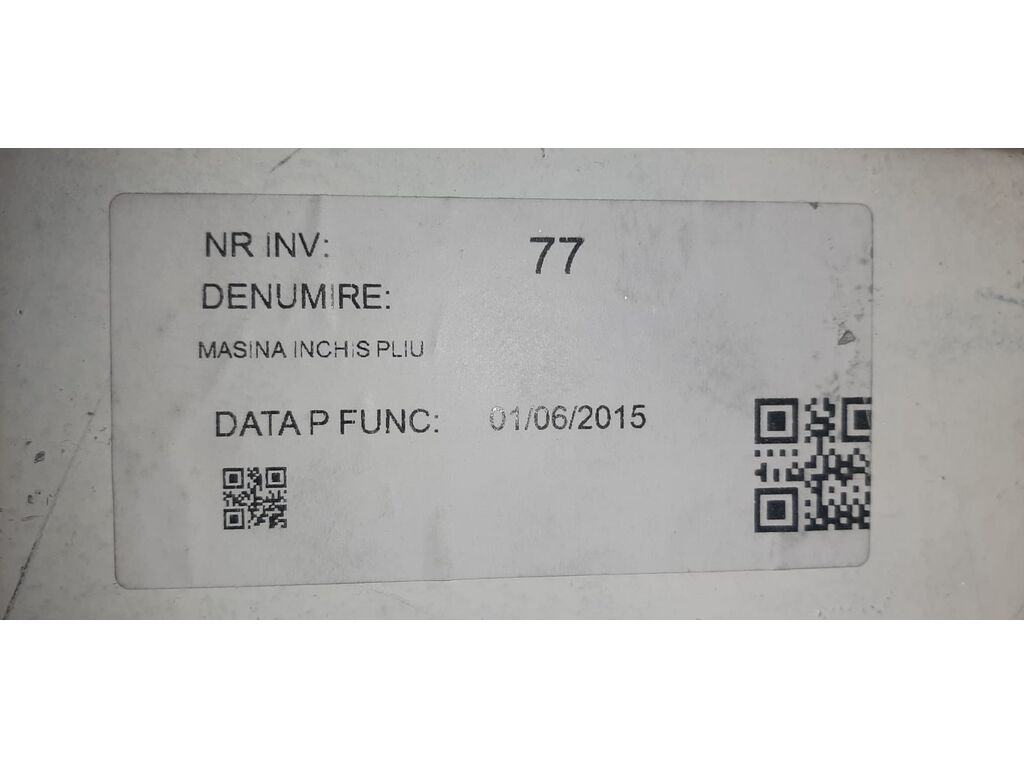 NR INV: 77
DENUMIRE:
MASINA INCHIS PLIU
DATA P FUNC: 01/06/2015